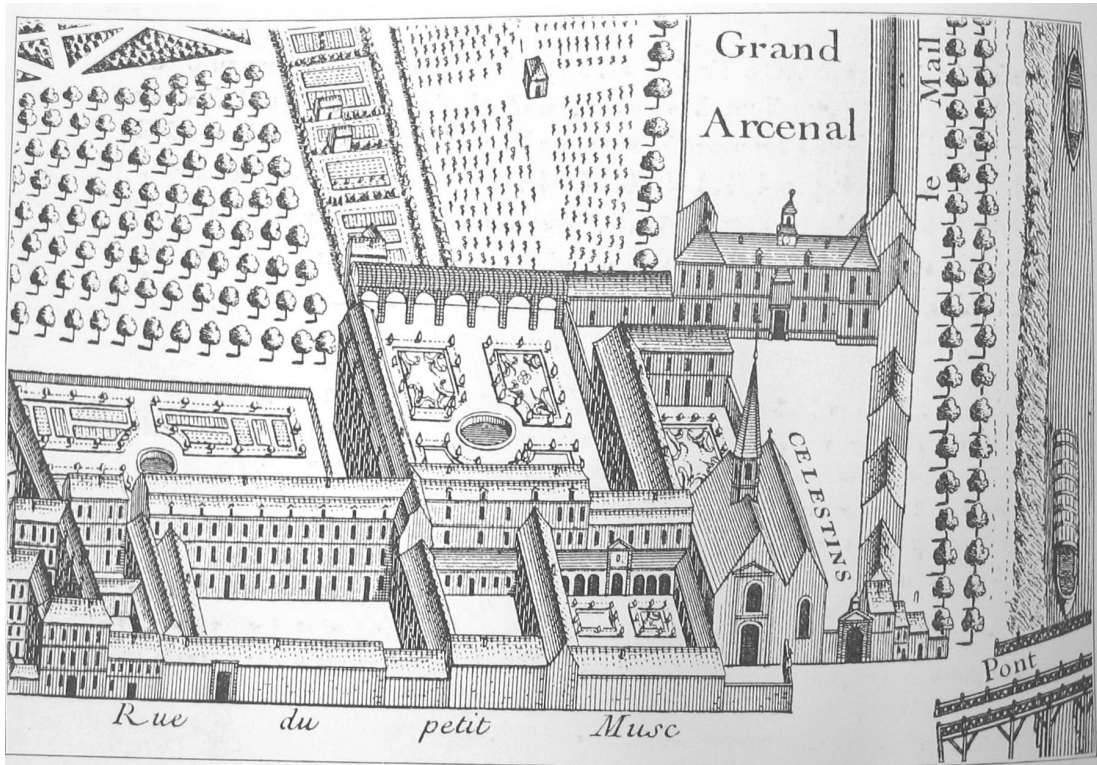 Grand
Arcenal
le Mail
CELESTINS
Pont
Rue du petit Musc